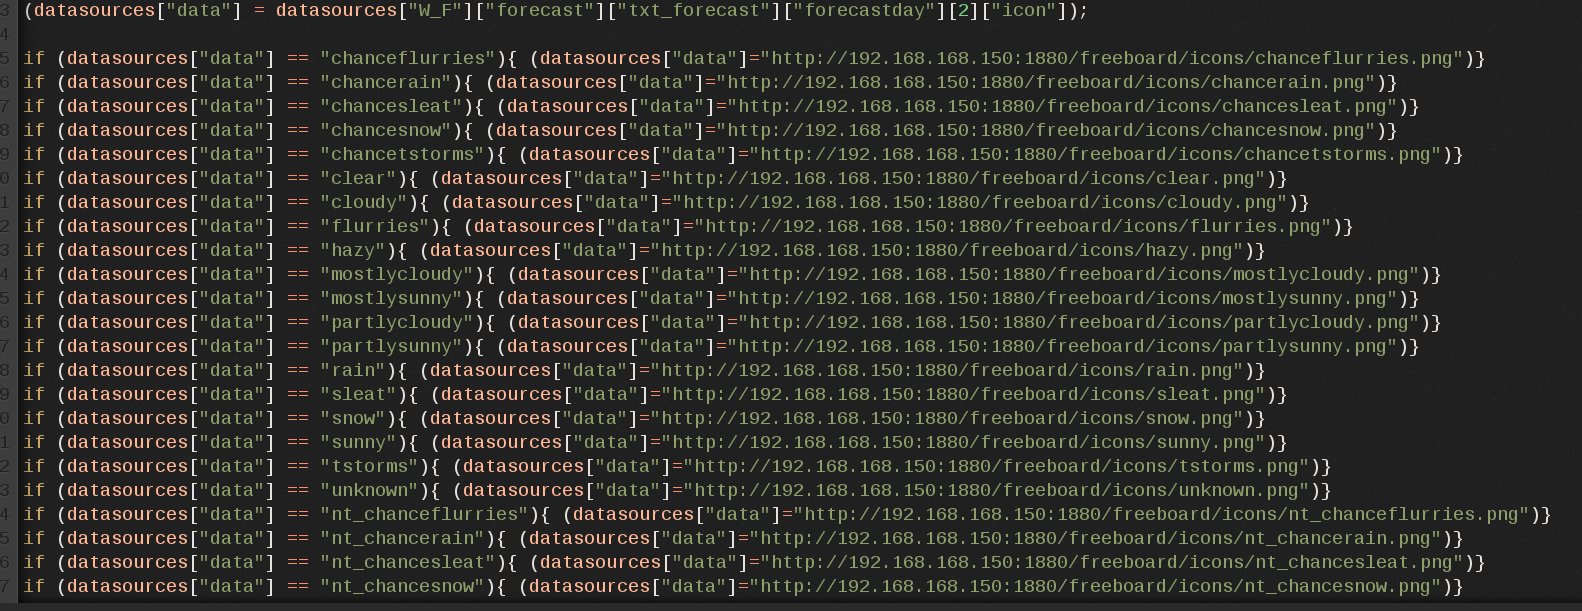 3 (datasources["data"] = datasources["W_F"]["forecast"]["txt_forecast"]["forecastday"][2]["icon"]);
4
5 if (datasources["data"] == "chanceflurries"){ (datasources["data"]="http://192.168.168.150:1880/freeboard/icons/chanceflurries.png")}
6 if (datasources["data"] == "chancerain"){ (datasources["data"]="http://192.168.168.150:1880/freeboard/icons/chancerain.png")}
7 if (datasources["data"] == "chancesleat"){ (datasources["data"]="http://192.168.168.150:1880/freeboard/icons/chancesleat.png")}
8 if (datasources["data"] == "chancesnow"){ (datasources["data"]="http://192.168.168.150:1880/freeboard/icons/chancesnow.png")}
9 if (datasources["data"] == "chancetstorms"){ (datasources["data"]="http://192.168.168.150:1880/freeboard/icons/chancetstorms.png")}
0 if (datasources["data"] == "clear"){ (datasources["data"]="http://192.168.168.150:1880/freeboard/icons/clear.png")}
1 if (datasources["data"] == "cloudy"){ (datasources["data"]="http://192.168.168.150:1880/freeboard/icons/cloudy.png")}
2 if (datasources["data"] == "flurries"){ (datasources["data"]="http://192.168.168.150:1880/freeboard/icons/flurries.png")}
3 if (datasources["data"] == "hazy"){ (datasources["data"]="http://192.168.168.150:1880/freeboard/icons/hazy.png")}
4 if (datasources["data"] == "mostlycloudy"){ (datasources["data"]="http://192.168.168.150:1880/freeboard/icons/mostlycloudy.png")}
5 if (datasources["data"] == "mostlysunny"){ (datasources["data"]="http://192.168.168.150:1880/freeboard/icons/mostlysunny.png")}
6 if (datasources["data"] == "partlycloudy"){ (datasources["data"]="http://192.168.168.150:1880/freeboard/icons/partlycloudy.png")}
7 if (datasources["data"] == "partlysunny"){ (datasources["data"]="http://192.168.168.150:1880/freeboard/icons/partlysunny.png")}
8 if (datasources["data"] == "rain"){ (datasources["data"]="http://192.168.168.150:1880/freeboard/icons/rain.png")}
9 if (datasources["data"] == "sleat"){ (datasources["data"]="http://192.168.168.150:1880/freeboard/icons/sleat.png")}
0 if (datasources["data"] == "snow"){ (datasources["data"]="http://192.168.168.150:1880/freeboard/icons/snow.png")}
1 if (datasources["data"] == "sunny"){ (datasources["data"]="http://192.168.168.150:1880/freeboard/icons/sunny.png")}
2 if (datasources["data"] == "tstorms"){ (datasources["data"]="http://192.168.168.150:1880/freeboard/icons/tstorms.png")}
3 if (datasources["data"] == "unknown"){ (datasources["data"]="http://192.168.168.150:1880/freeboard/icons/unknown.png")}
4 if (datasources["data"] == "nt_chanceflurries"){ (datasources["data"]="http://192.168.168.150:1880/freeboard/icons/nt_chanceflurries.png")}
5 if (datasources["data"] == "nt_chancerain"){ (datasources["data"]="http://192.168.168.150:1880/freeboard/icons/nt_chancerain.png")}
6 if (datasources["data"] == "nt_chancesleat"){ (datasources["data"]="http://192.168.168.150:1880/freeboard/icons/nt_chancesleat.png")}
7 if (datasources["data"] == "nt_chancesnow"){ (datasources["data"]="http://192.168.168.150:1880/freeboard/icons/nt_chancesnow.png")}